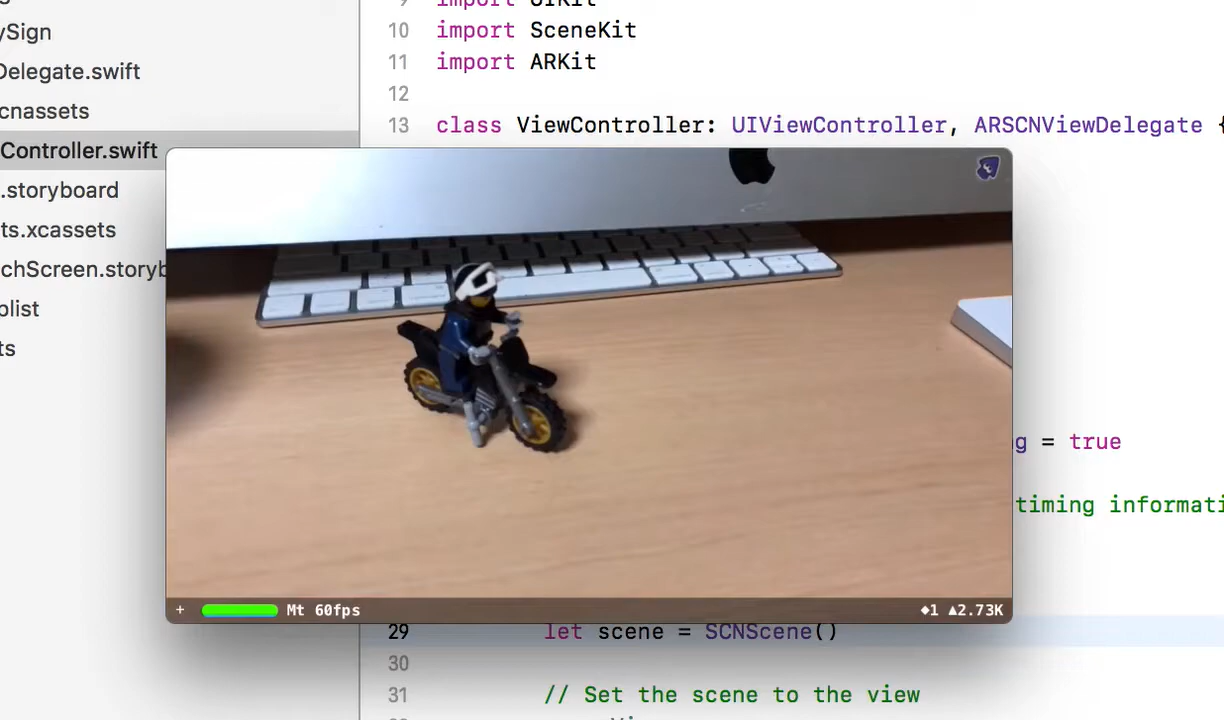 ySign
Delegate.swift
cnassets
Controller.swift
.storyboard
ts.xcassets
chScreen.storyb
plist
ts
9 import UIKit
10 import SceneKit
11 import ARKit
12
13 class ViewController: UIViewController, ARSCNViewDelegate {
g = true
timing informati
+ Mt 60fps ◆1 ▲2.73K
29 let scene = SCNScene()
30
31 // Set the scene to the view